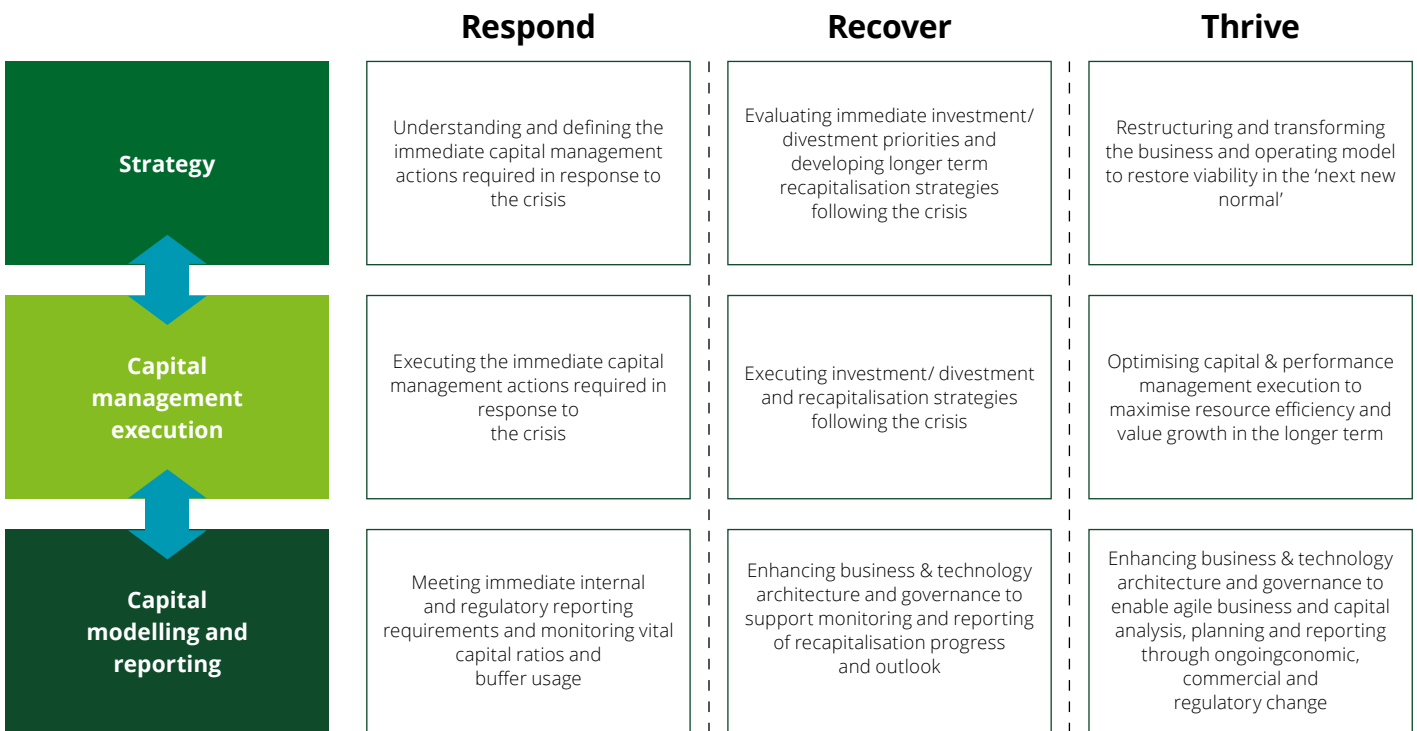 Respond
Recover
Thrive
Strategy
Understanding and defining the
immediate capital management
actions required in response to
the crisis
Evaluating immediate investment/
divestment priorities and
developing longer term
recapitalisation strategies
following the crisis
Restructuring and transforming
the business and operating model
to restore viability in the ‘next new
normal’
Capital
management
execution
Executing the immediate capital
management actions required in
response to
the crisis
Executing investment/ divestment
and recapitalisation strategies
following the crisis
Optimising capital & performance
management execution to
maximise resource efficiency and
value growth in the longer term
Capital
modelling and
reporting
Meeting immediate internal
and regulatory reporting
requirements and monitoring vital
capital ratios and
buffer usage
Enhancing business & technology
architecture and governance to
support monitoring and reporting
of recapitalisation progress
and outlook
Enhancing business & technology
architecture and governance to
enable agile business and capital
analysis, planning and reporting
through ongoingconomic,
commercial and
regulatory change